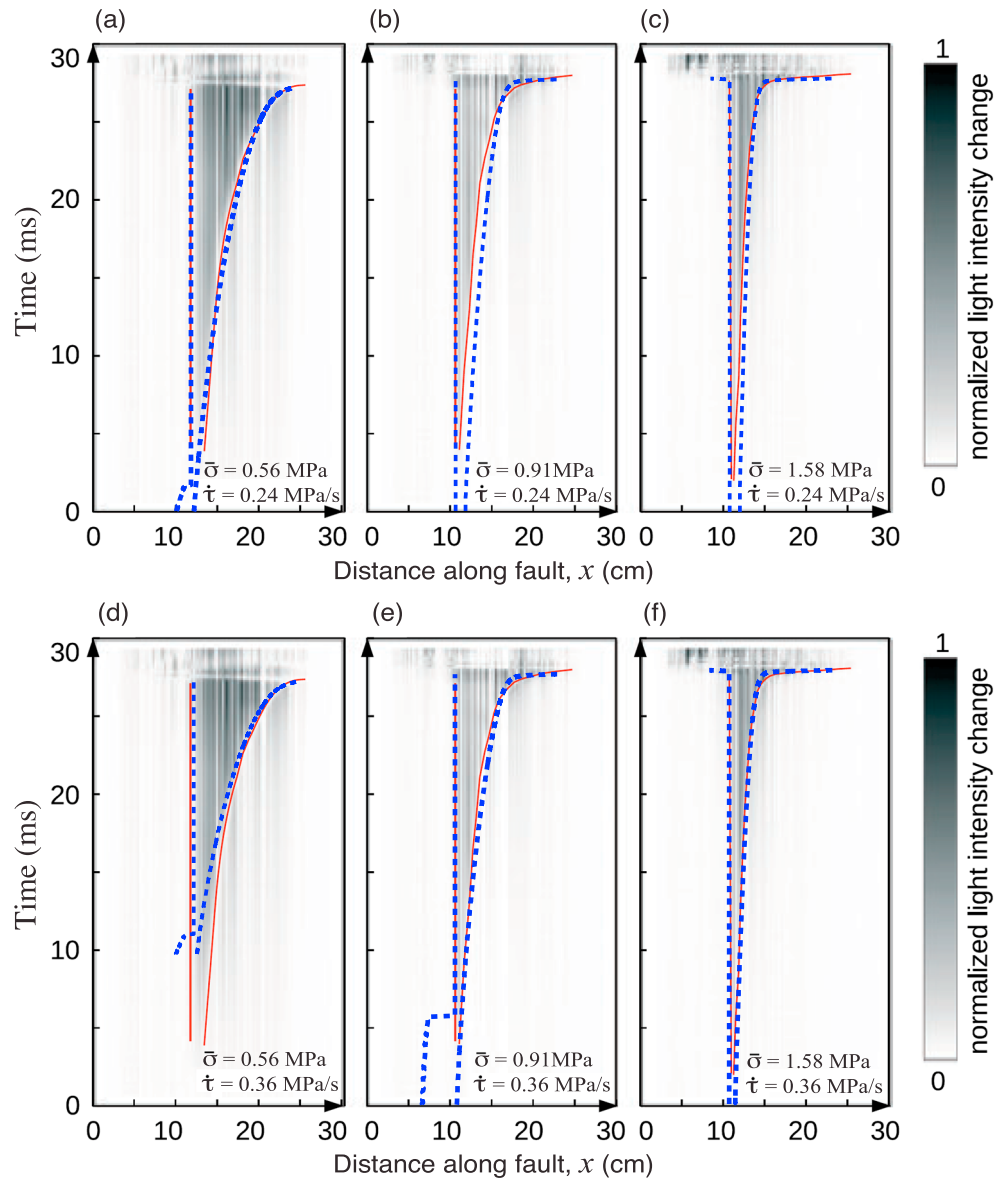 (a) (b) (c)
30
20
10
0
Time (ms)
σ̄ = 0.56 MPa
τ̇ = 0.24 MPa/s
σ̄ = 0.91MPa
τ̇ = 0.24 MPa/s
σ̄ = 1.58 MPa
τ̇ = 0.24 MPa/s
0 10 20 30 0 10 20 30 0 10 20 30
Distance along fault, x (cm)
1
normalized light intensity change
0
(d) (e) (f)
30
20
10
0
Time (ms)
σ̄ = 0.56 MPa
τ̇ = 0.36 MPa/s
σ̄ = 0.91MPa
τ̇ = 0.36 MPa/s
σ̄ = 1.58 MPa
τ̇ = 0.36 MPa/s
0 10 20 30 0 10 20 30 0 10 20 30
Distance along fault, x (cm)
1
normalized light intensity change
0